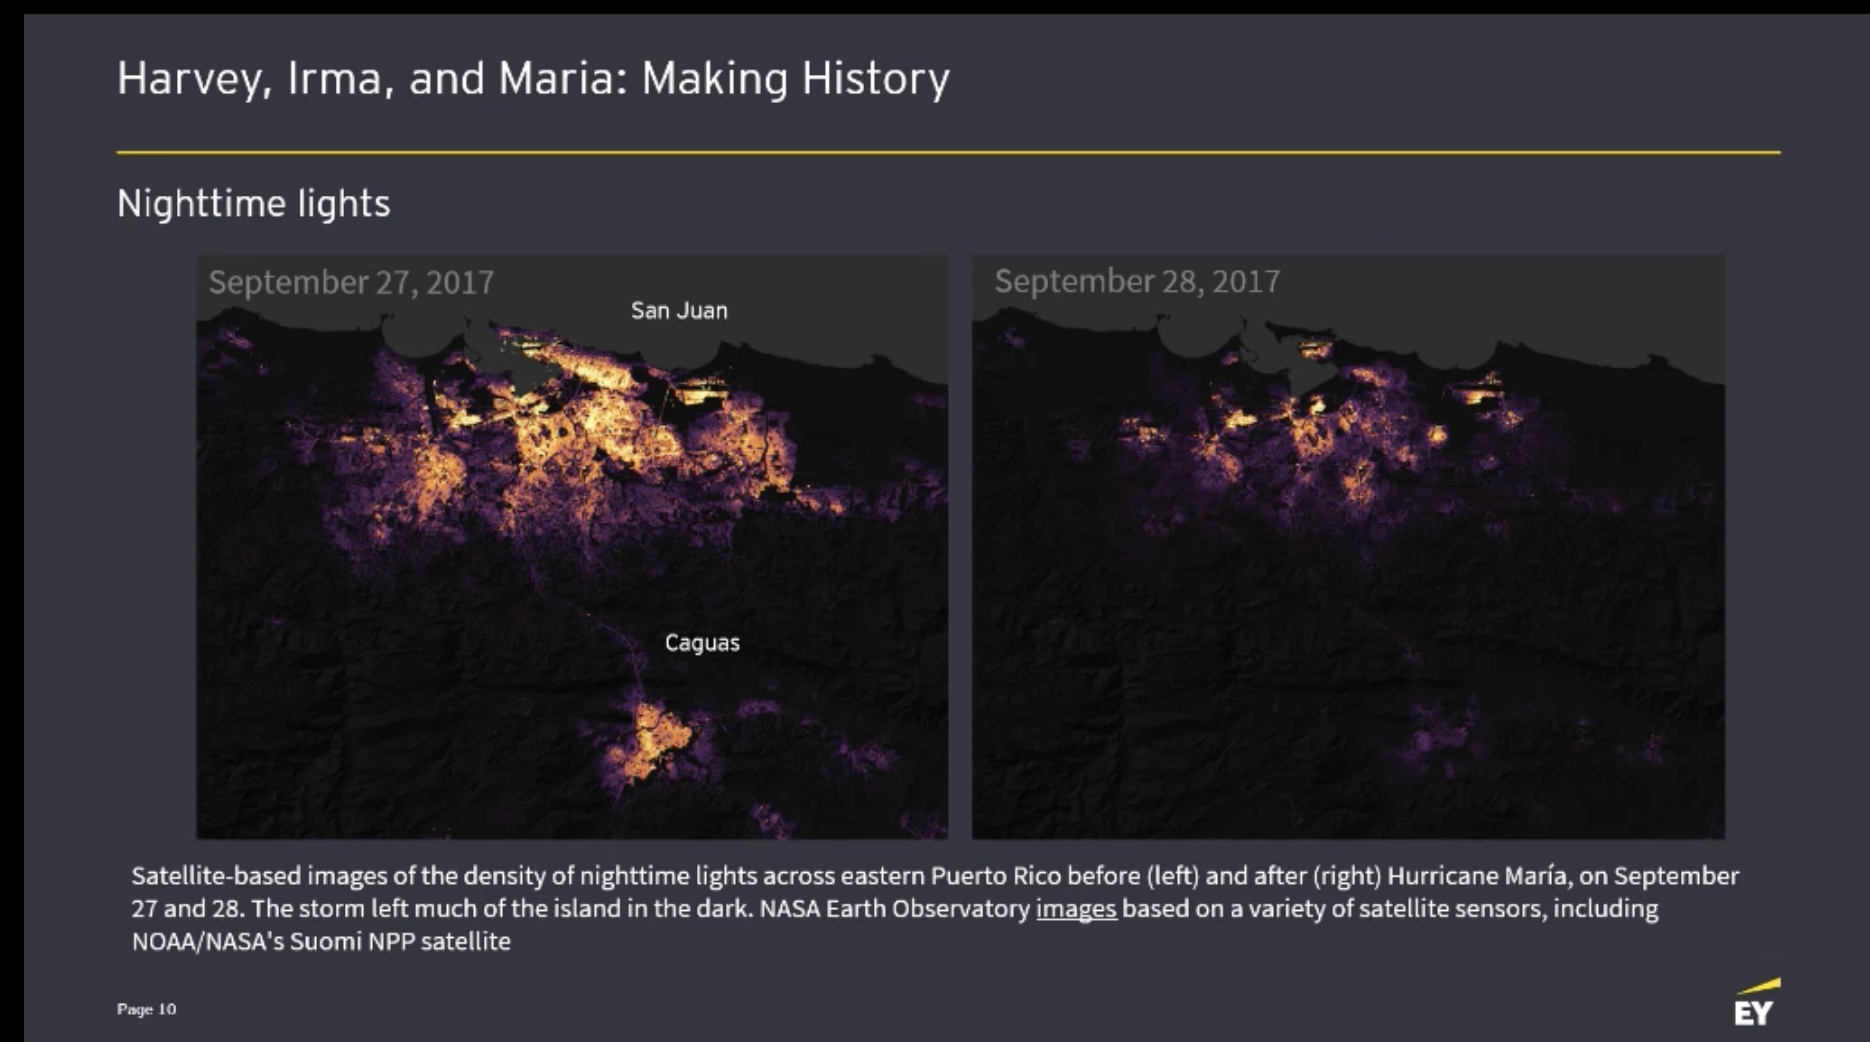 Harvey, Irma, and Maria: Making History
Nighttime lights
September 27, 2017
San Juan
Caguas
September 28, 2017
Satellite-based images of the density of nighttime lights across eastern Puerto Rico before (left) and after (right) Hurricane María, on September
27 and 28. The storm left much of the island in the dark. NASA Earth Observatory images based on a variety of satellite sensors, including
NOAA/NASA's Suomi NPP satellite
Page 10
EY